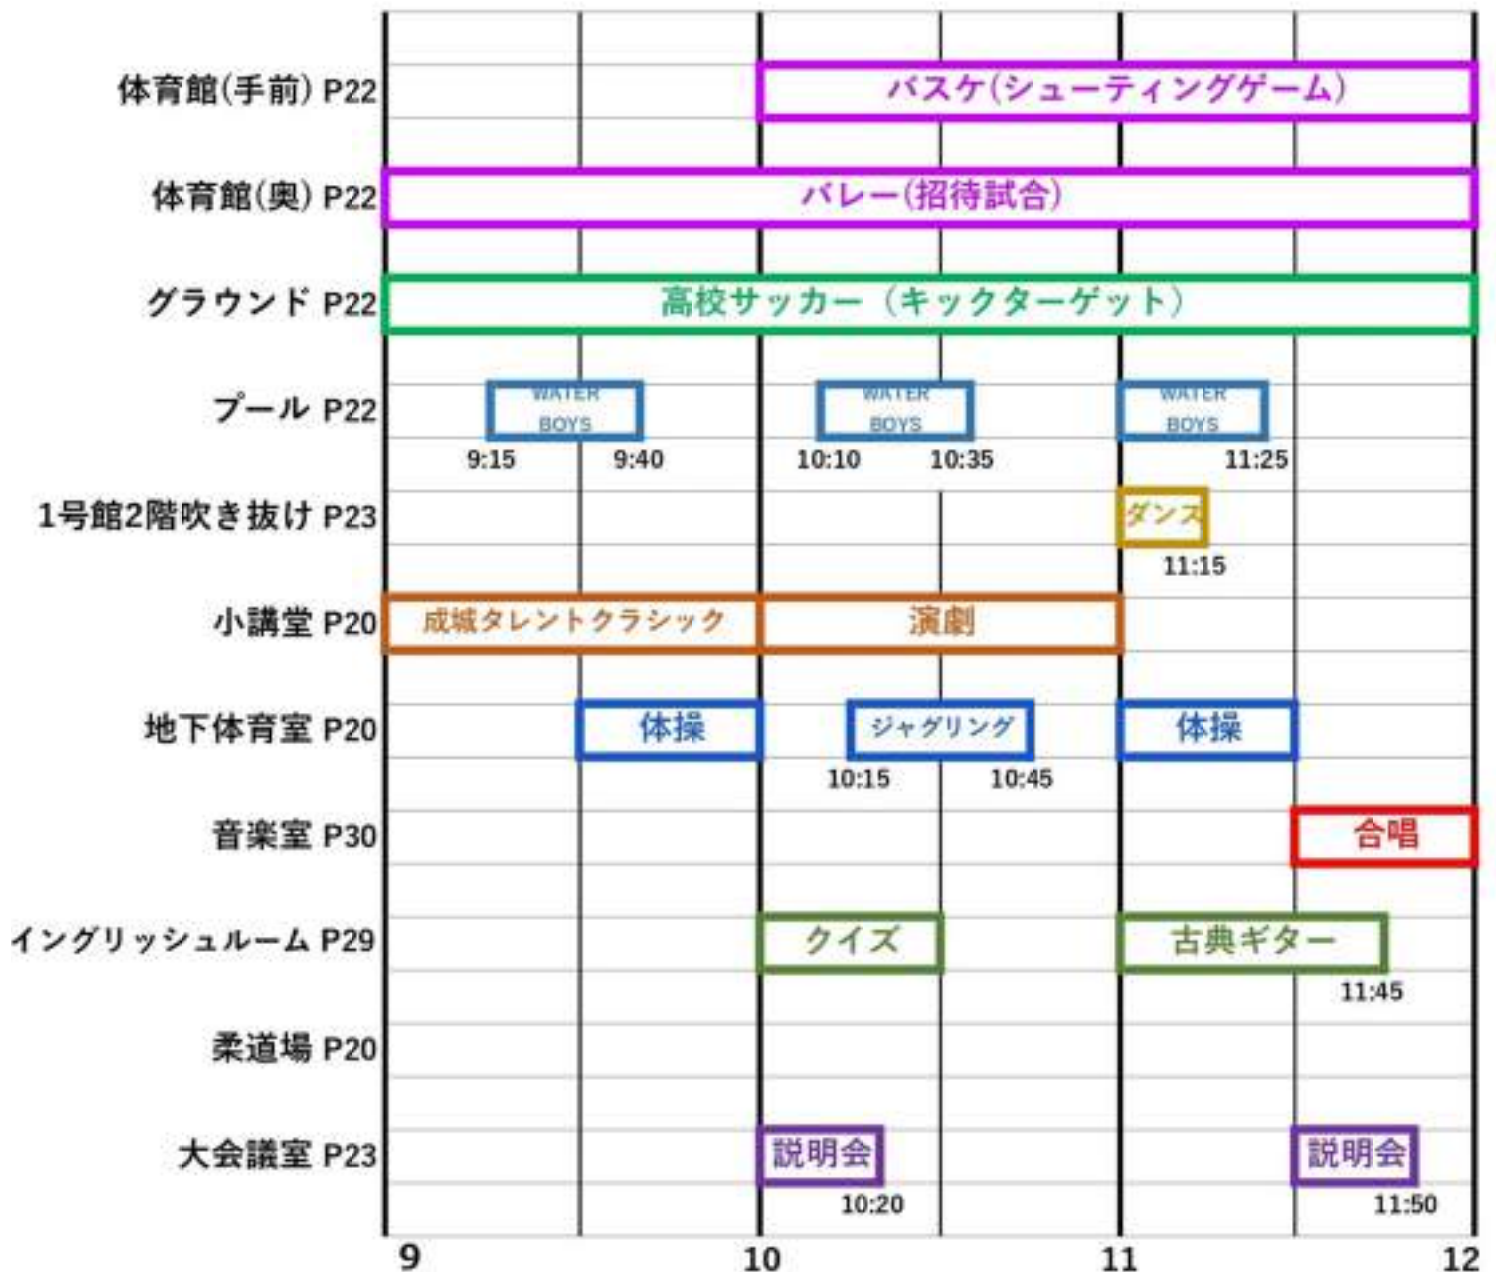 体育館(手前) P22
バスケ(シューティングゲーム)
体育館(奥) P22
バレー(招待試合)
グラウンド P22
高校サッカー（キックターゲット）
プール P22
WATER
BOYS
WATER
BOYS
WATER
BOYS
9:15
9:40
10:10
10:35
11:25
1号館2階吹き抜け P23
ダンス
11:15
小講堂 P20
成城タレントクラシック
演劇
地下体育室 P20
体操
ジャグリング
体操
10:15
10:45
音楽室 P30
合唱
イングリッシュルーム P29
クイズ
古典ギター
11:45
柔道場 P20
大会議室 P23
説明会
説明会
10:20
11:50
9
10
11
12